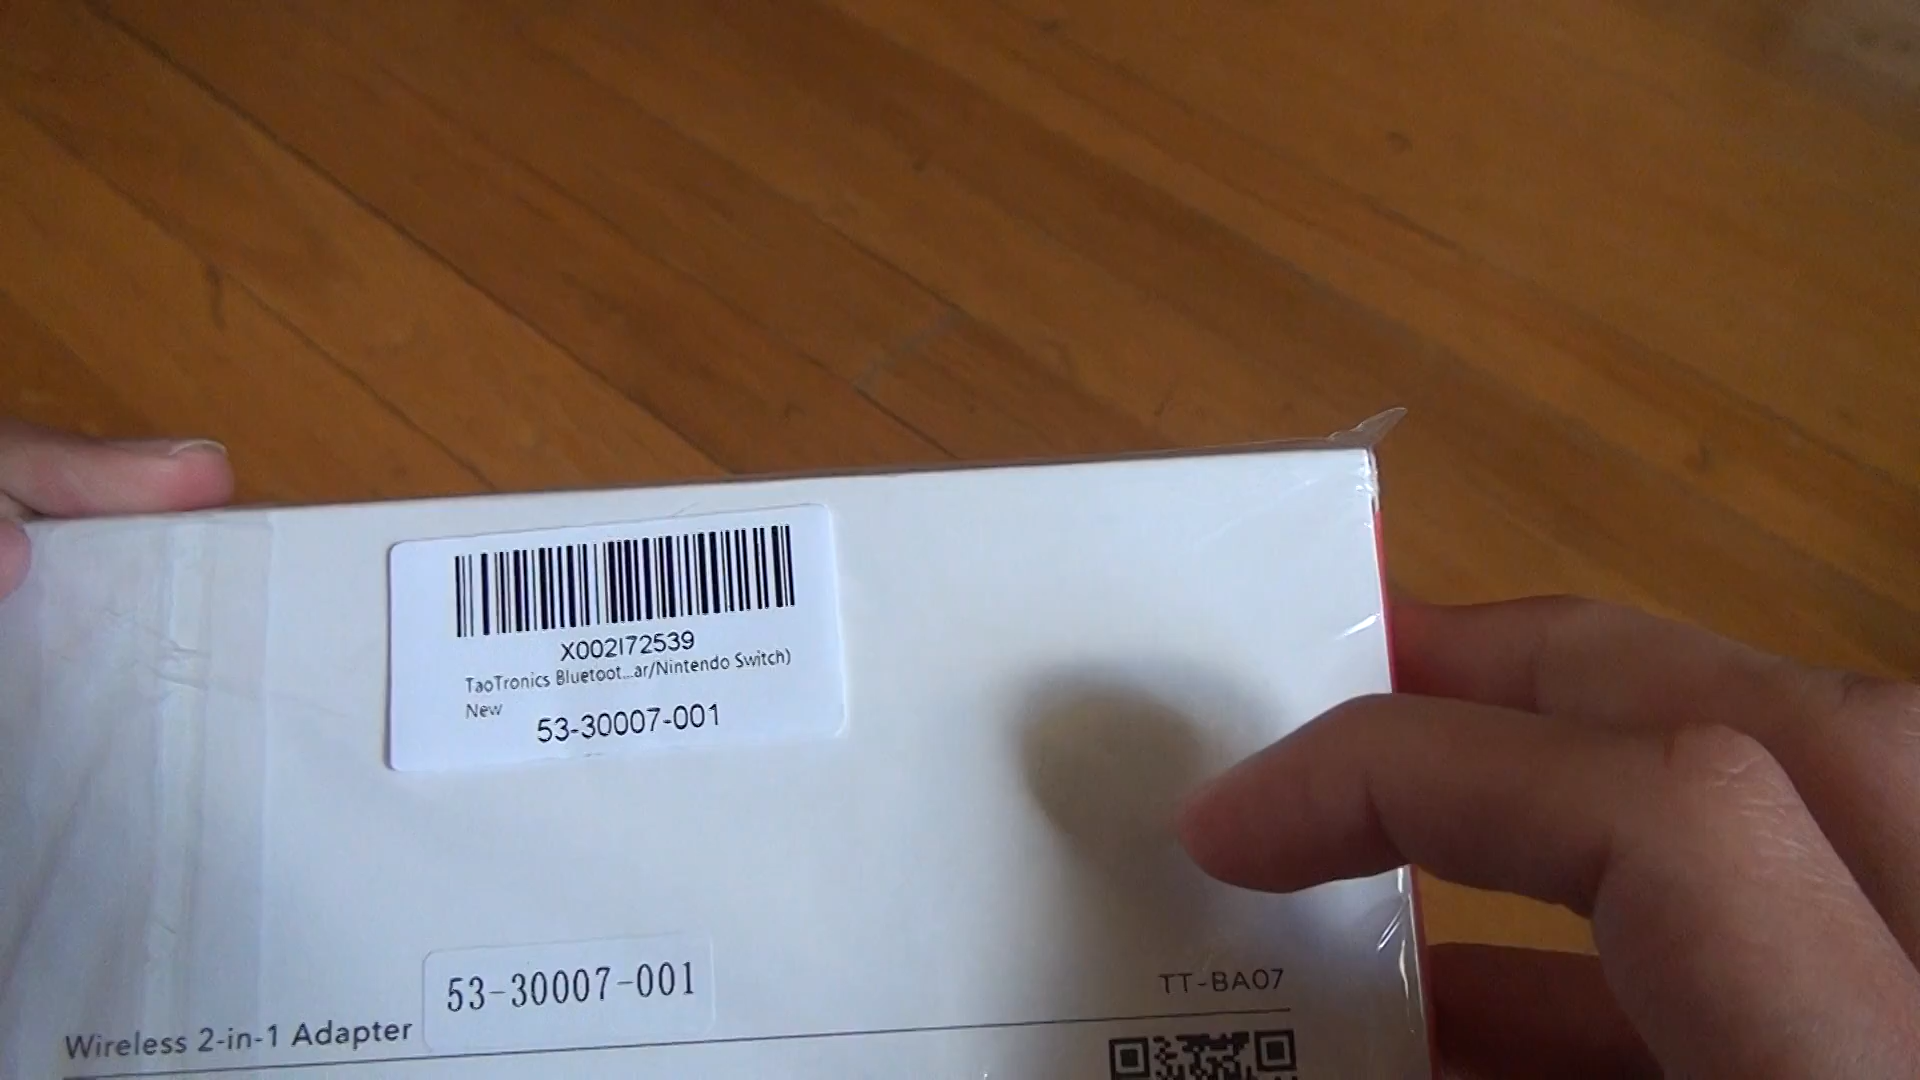 X002I72539
TaoTronics Bluetoot...ar/Nintendo Switch)
New
53-30007-001
53-30007-001
TT-BA07
Wireless 2-in-1 Adapter